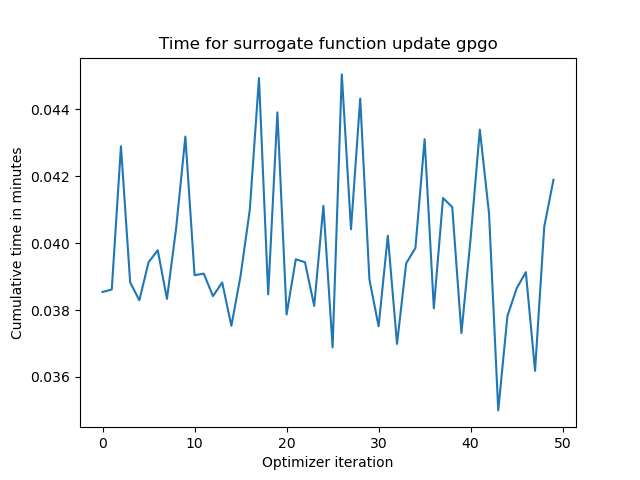 Time for surrogate function update gpgo
Cumulative time in minutes
0.044
0.042
0.040
0.038
0.036
0 10 20 30 40 50
Optimizer iteration